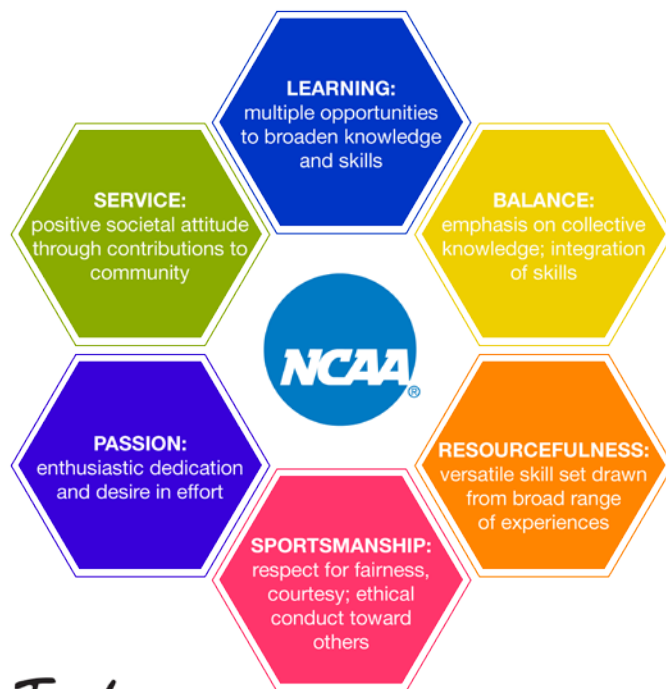 LEARNING:
multiple opportunities
to broaden knowledge
and skills
SERVICE:
positive societal attitude
through contributions to
community
BALANCE:
emphasis on collective
knowledge; integration
of skills
NCAA®
PASSION:
enthusiastic dedication
and desire in effort
RESOURCEFULNESS:
versatile skill set drawn
from broad range
of experiences
SPORTSMANSHIP:
respect for fairness,
courtesy; ethical
conduct toward
others